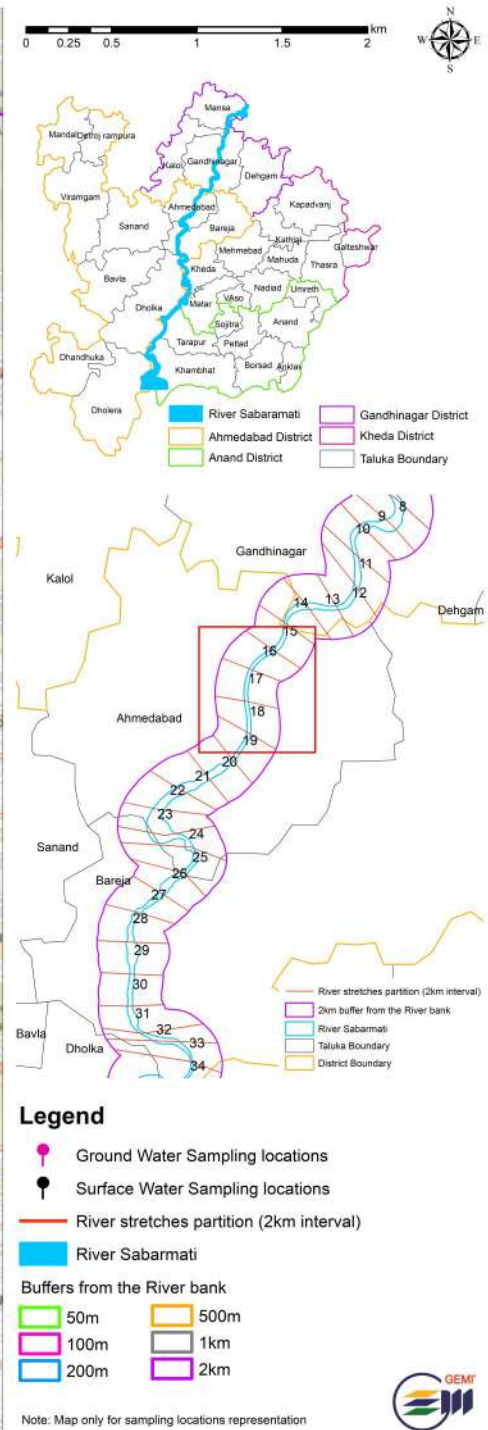 km
0 0.25 0.5 1 1.5 2
N
W E
S
Mansa
Mandal Detroj rampura
Kalol Gandhinagar
Dehgam
Viramgam
Ahmedabad
Kapadvanj
Sanand
Bareja
Kathlal
Galteshwar
Mehmebad
Mahuda
Bavla
Kheda
Thasra
Nadiad
Umreth
Dholka
Matar
VAso
Sojitra
Anand
Tarapur
Petlad
Dhandhuka
Khambhat
Borsad
Anklav
Dholera
River Sabaramati
Gandhinagar District
Ahmedabad District
Kheda District
Anand District
Taluka Boundary
8
9
10
Gandhinagar
11
Kalol
12
13
14
Dehgam
15
16
17
18
Ahmedabad
19
20
21
22
23
24
Sanand
25
26
Bareja
27
28
29
30
31
Bavla
32
Dholka
33
34
River stretches partition (2km interval)
2km buffer from the River bank
River Sabarmati
Taluka Boundary
District Boundary
Legend
Ground Water Sampling locations
Surface Water Sampling locations
River stretches partition (2km interval)
River Sabarmati
Buffers from the River bank
50m 500m
100m 1km
200m 2km
GEMI
Note: Map only for sampling locations representation